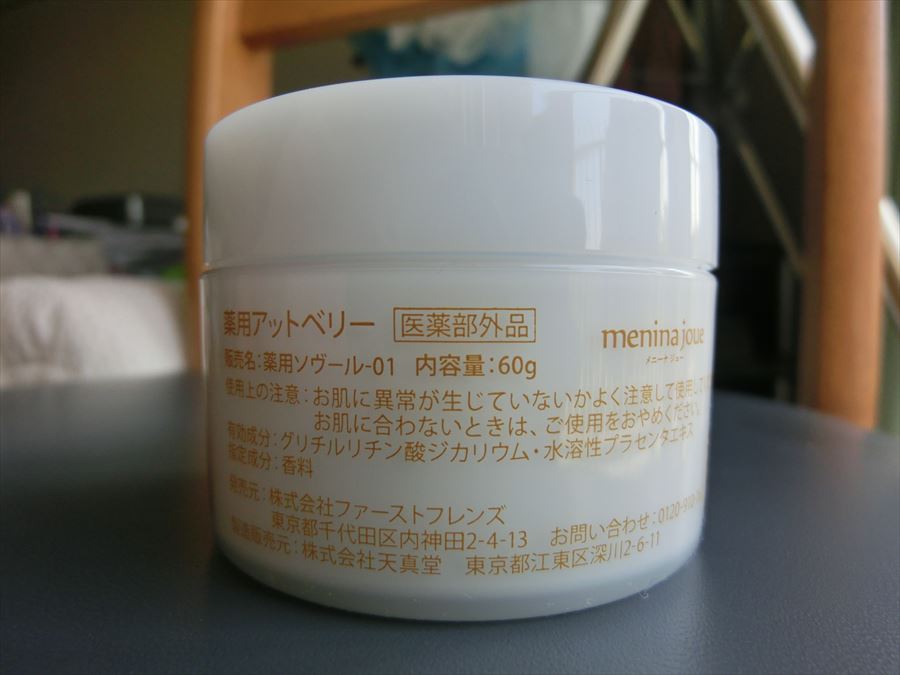 薬用アットベリー 医薬部外品
menina joue
メニーナ・ジュー
販売名:薬用ソヴール-01 内容量:60g
使用上の注意:お肌に異常が生じていないかよく注意して使用して
お肌に合わないときは、ご使用をおやめください。
有効成分:グリチルリチン酸ジカリウム・水溶性プラセンタエキス
指定成分:香料
発売元:株式会社ファーストフレンズ
東京都千代田区内神田2-4-13 お問い合わせ:0120-910-
製造販売元:株式会社天真堂 東京都江東区深川2-6-11